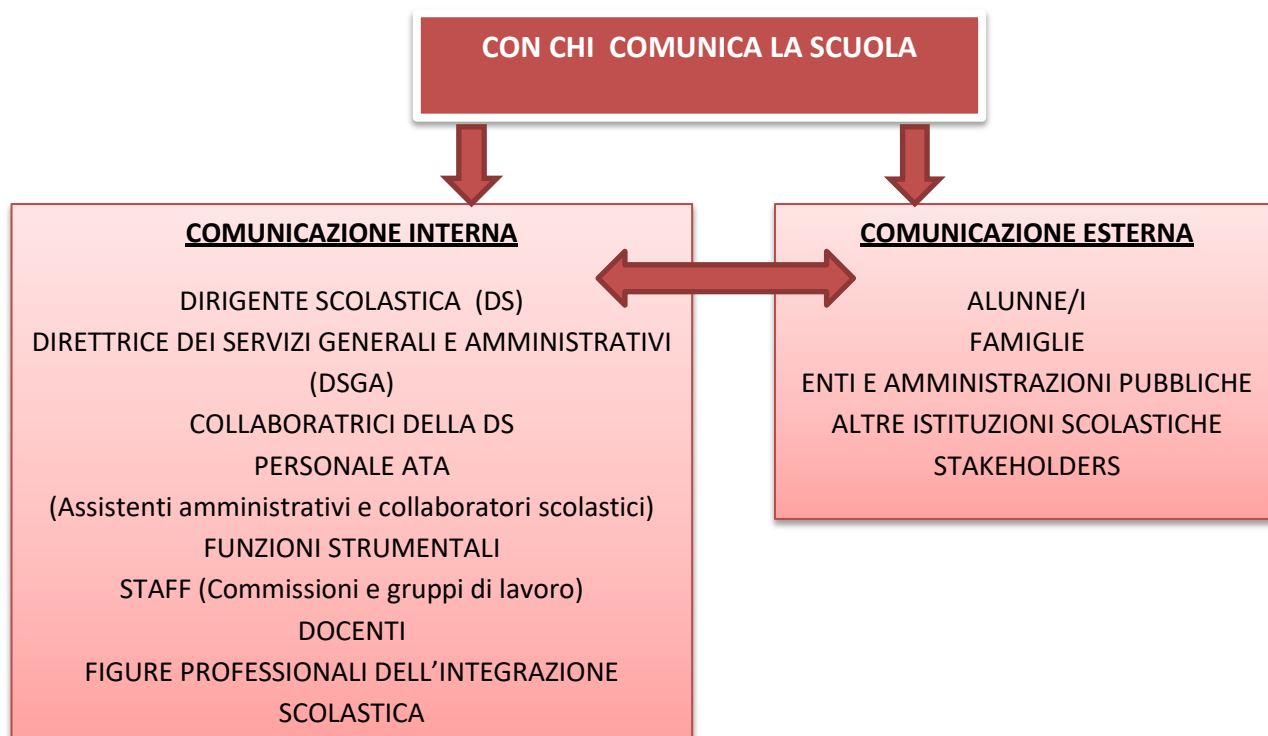 CON CHI COMUNICA LA SCUOLA
COMUNICAZIONE INTERNA
DIRIGENTE SCOLASTICA (DS)
DIRETTRICE DEI SERVIZI GENERALI E AMMINISTRATIVI
(DSGA)
COLLABORATRICI DELLA DS
PERSONALE ATA
(Assistenti amministrativi e collaboratori scolastici)
FUNZIONI STRUMENTALI
STAFF (Commissioni e gruppi di lavoro)
DOCENTI
FIGURE PROFESSIONALI DELL’INTEGRAZIONE
SCOLASTICA
COMUNICAZIONE ESTERNA
ALUNNE/I
FAMIGLIE
ENTI E AMMINISTRAZIONI PUBBLICHE
ALTRE ISTITUZIONI SCOLASTICHE
STAKEHOLDERS